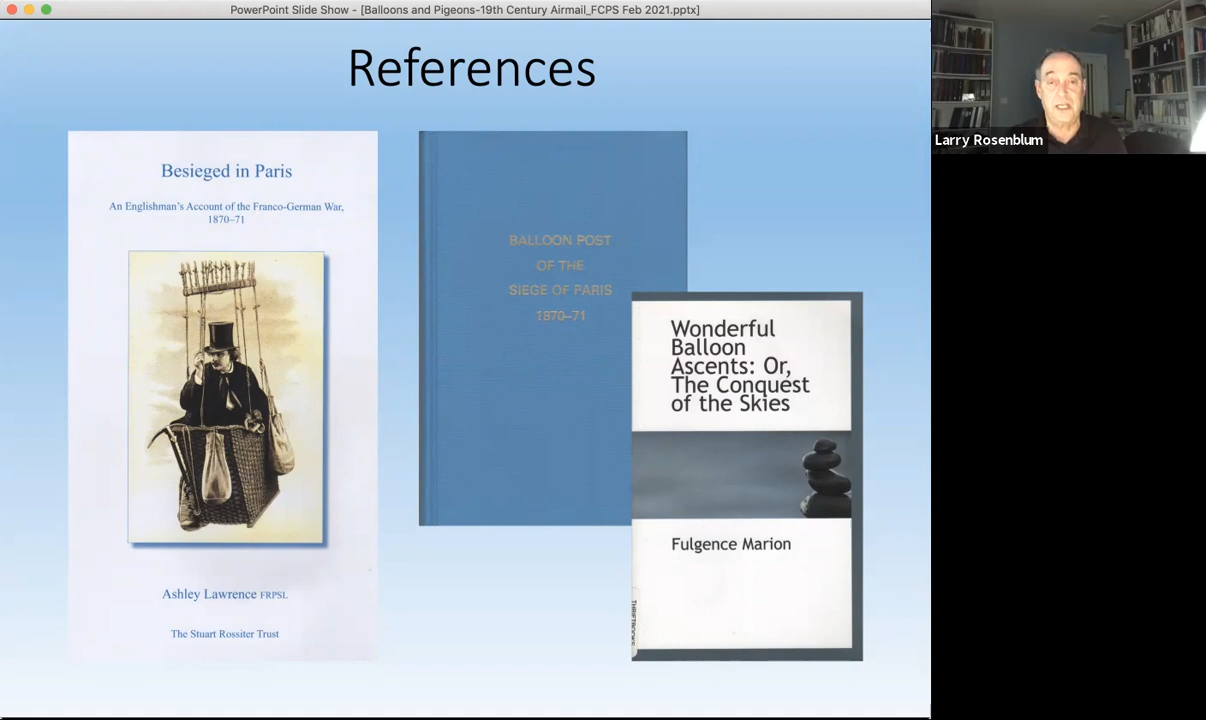 PowerPoint Slide Show - [Balloons and Pigeons-19th Century Airmail_FCPS Feb 2021.pptx]
References
Besieged in Paris
An Englishman's Account of the Franco-German War,
1870–71
Ashley Lawrence FRPSL
The Stuart Rossiter Trust
BALLOON POST
OF THE
SIEGE OF PARIS
1870–71
Wonderful
Balloon
Ascents: Or,
The Conquest
of the Skies
Fulgence Marion
THRIFTBOOKS
Larry Rosenblum